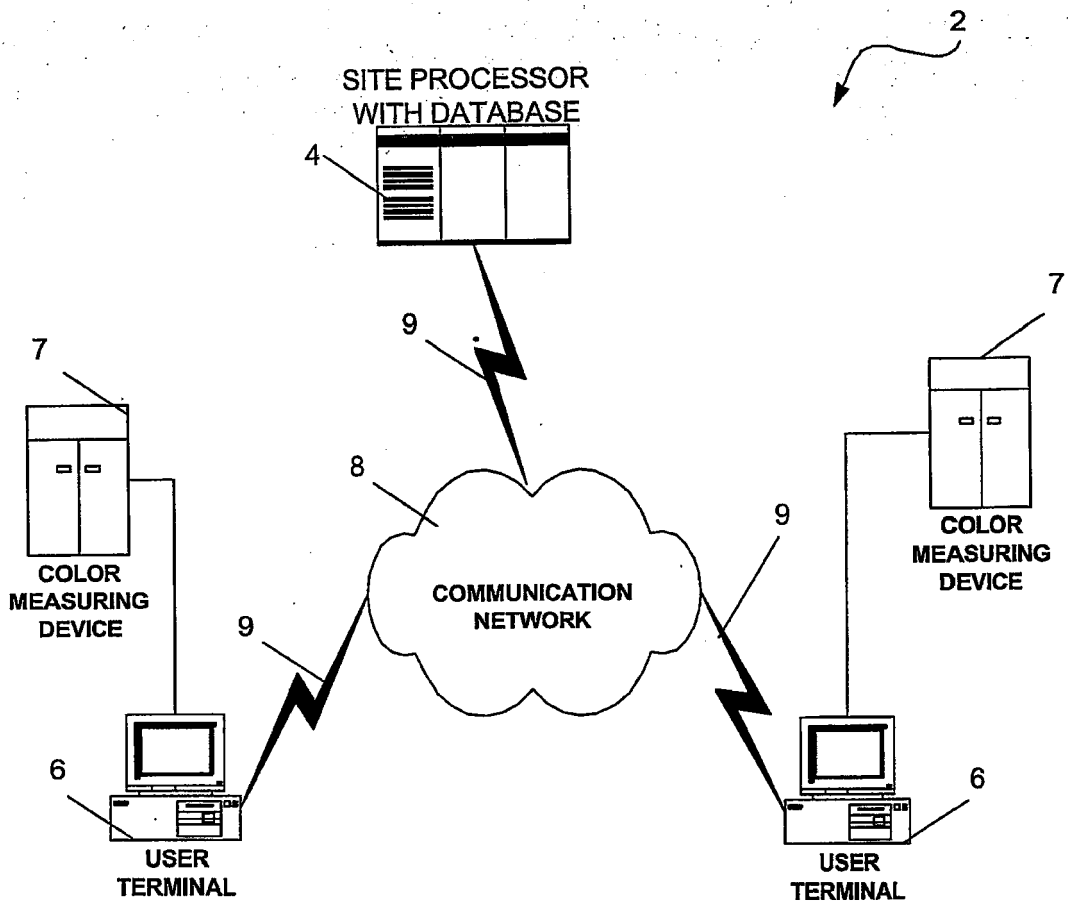 2
SITE PROCESSOR
WITH DATABASE
4
9
7
7
8
9
COLOR
MEASURING
DEVICE
COLOR
MEASURING
DEVICE
COMMUNICATION
NETWORK
9
6
6
USER
TERMINAL
USER
TERMINAL